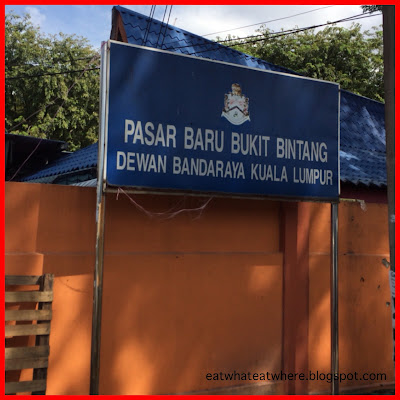 PASAR BARU BUKIT BINTANG
DEWAN BANDARAYA KUALA LUMPUR
eatwhateatwhere.blogspot.com